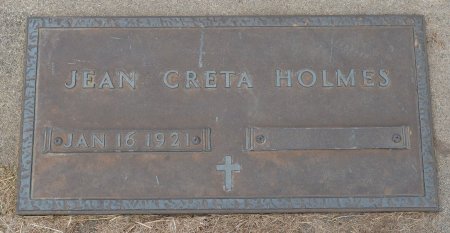 JEAN CRETA HOLMES
JAN 16 1921